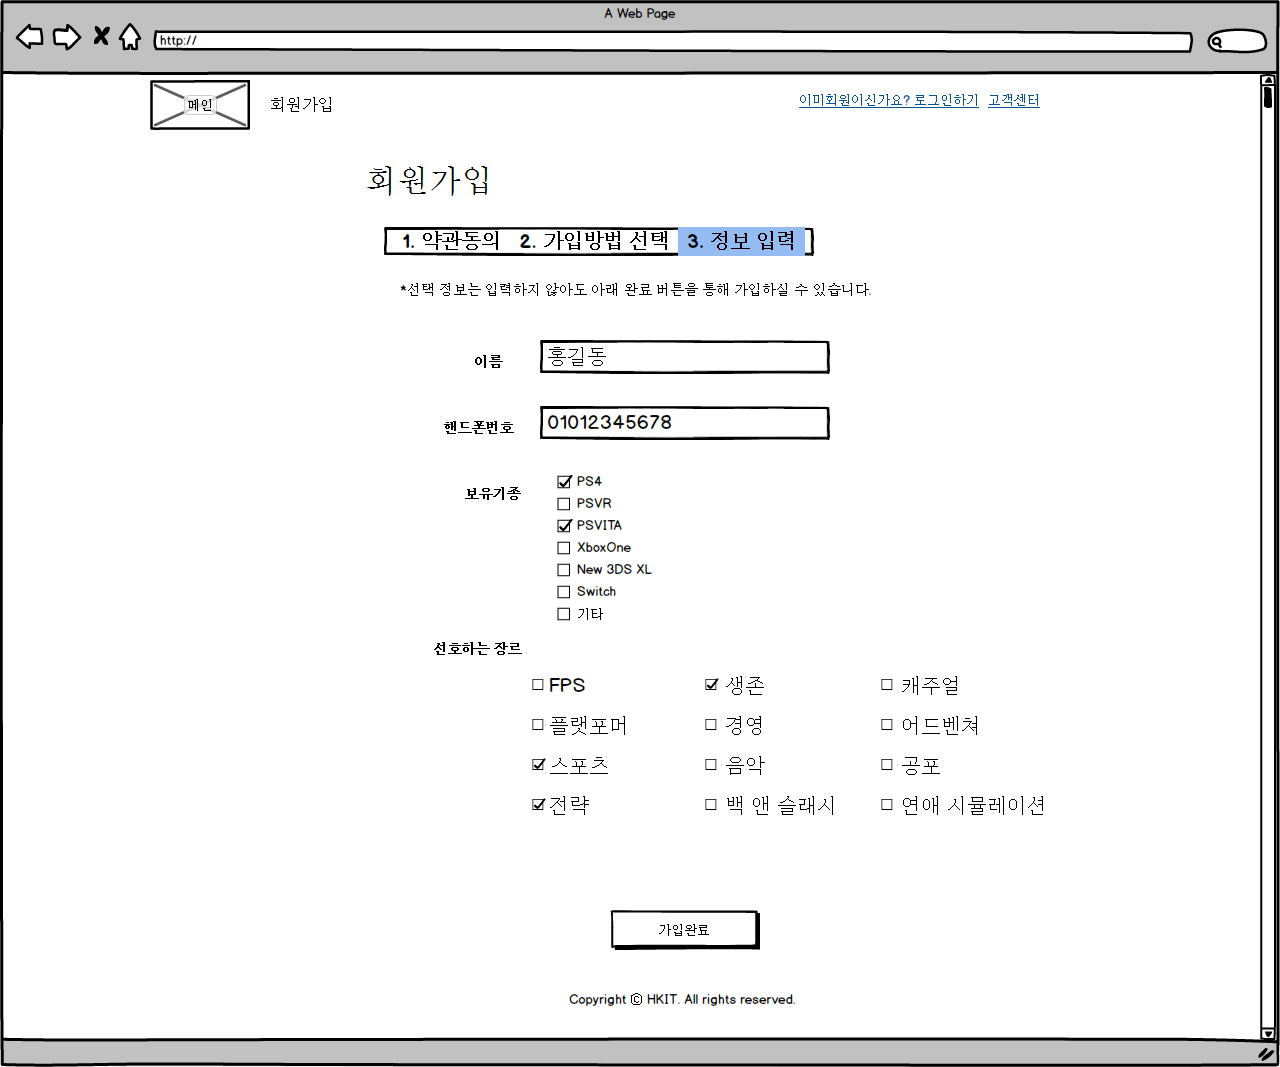 A Web Page
http://
메인
회원가입
이미회원이신가요? 로그인하기 고객센터
회원가입
1. 약관동의 2. 가입방법 선택 3. 정보 입력
*선택 정보는 입력하지 않아도 아래 완료 버튼을 통해 가입하실 수 있습니다.
이름 홍길동
핸드폰번호 01012345678
보유기종
PS4
PSVR
PSVITA
XboxOne
New 3DS XL
Switch
기타
선호하는 장르
FPS 생존 캐주얼
플랫포머 경영 어드벤쳐
스포츠 음악 공포
전략 백 앤 슬래시 연애 시뮬레이션
가입완료
Copyright ⓒ HKIT. All rights reserved.